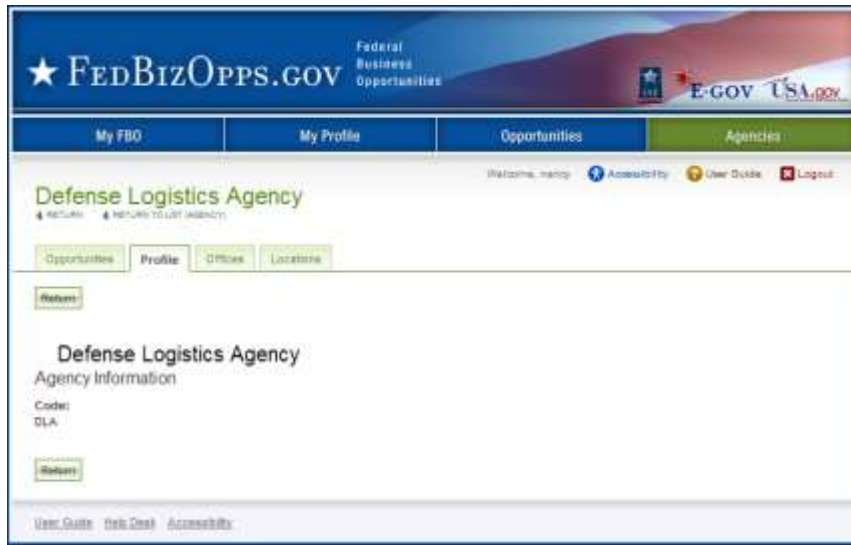 ★ FEDBIZOPPS.GOV
Federal
Business
Opportunities
E-GOV USA.gov
My FBO My Profile Opportunities Agencies
Welcome, nancy Accessibility User Guide Logout
Defense Logistics Agency
RETURN RETURN TO LIST (AGENCY)
Opportunities Profile Offices Locations
Return
Defense Logistics Agency
Agency Information
Code:
DLA
Return
User Guide Help Desk Accessibility